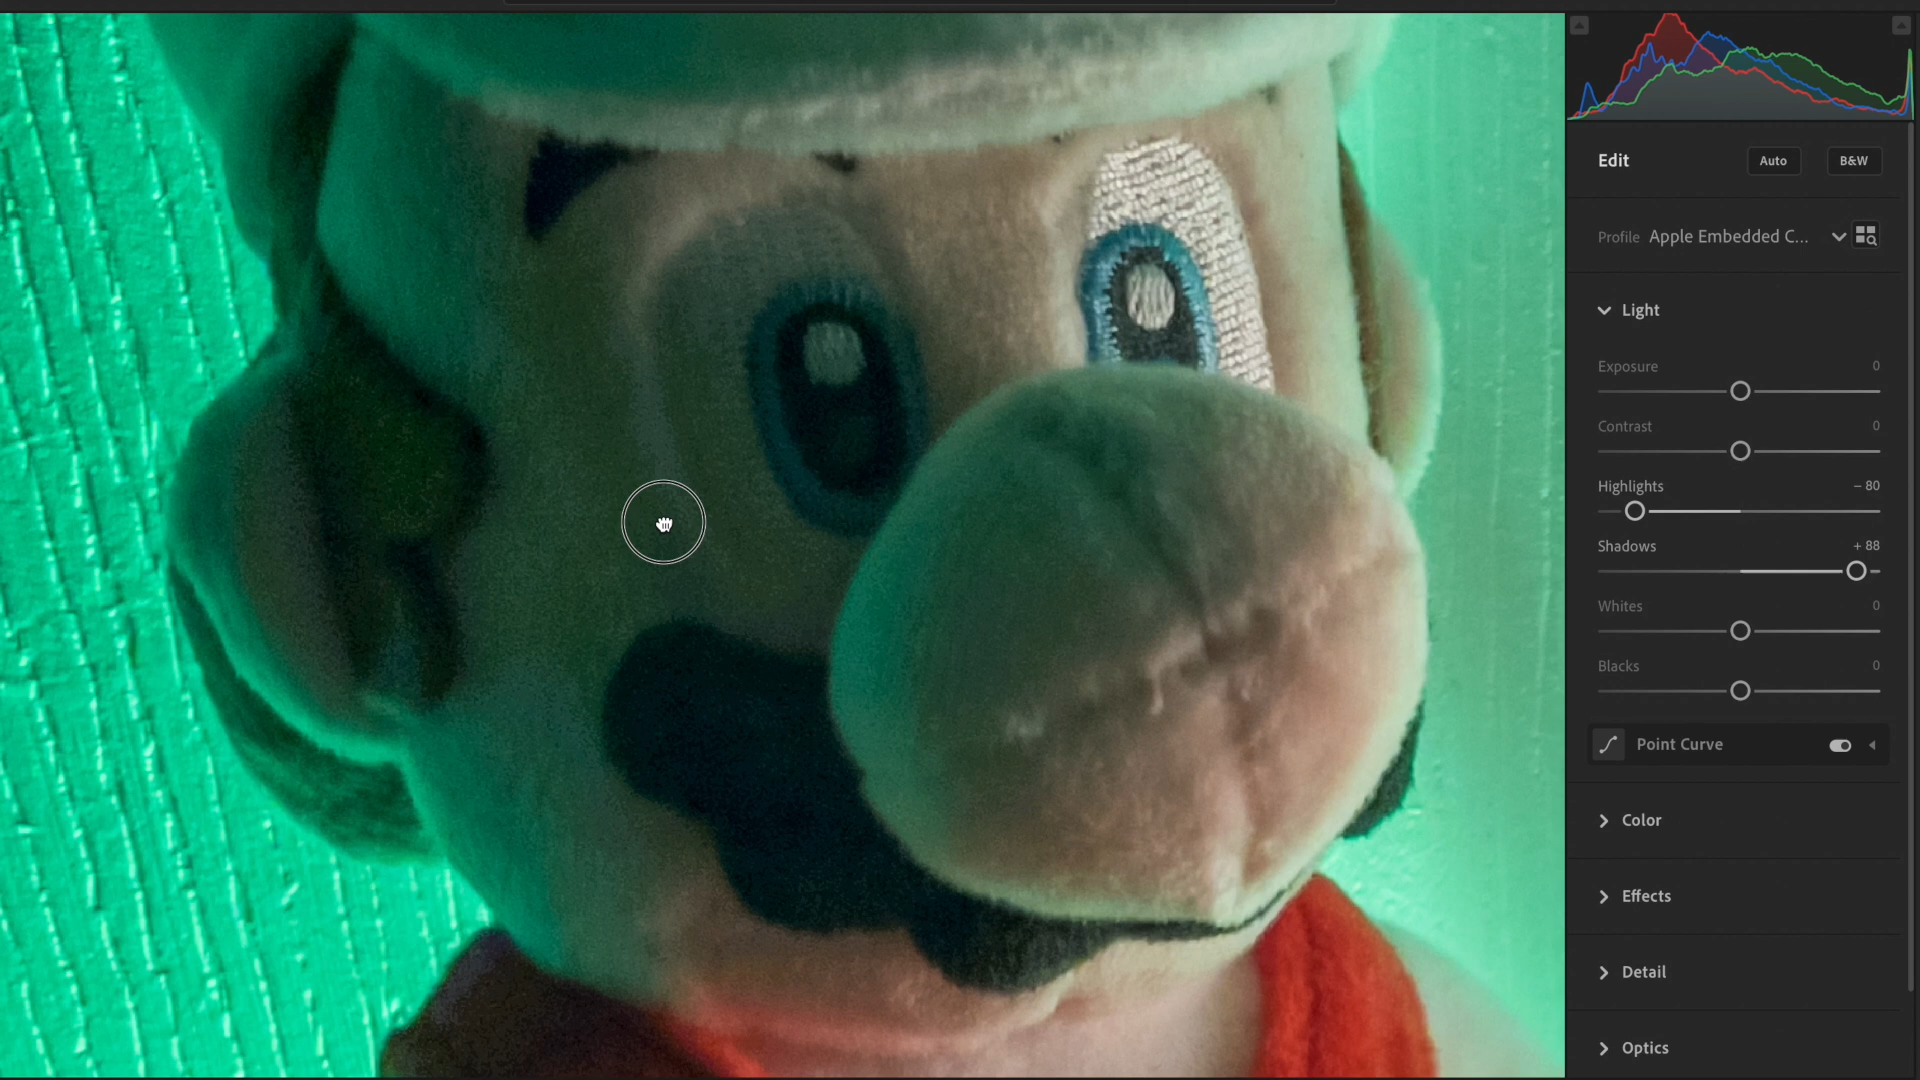 Edit
Auto
B&W
Profile Apple Embedded C...
Light
Exposure 0
Contrast 0
Highlights – 80
Shadows + 88
Whites 0
Blacks 0
Point Curve
Color
Effects
Detail
Optics